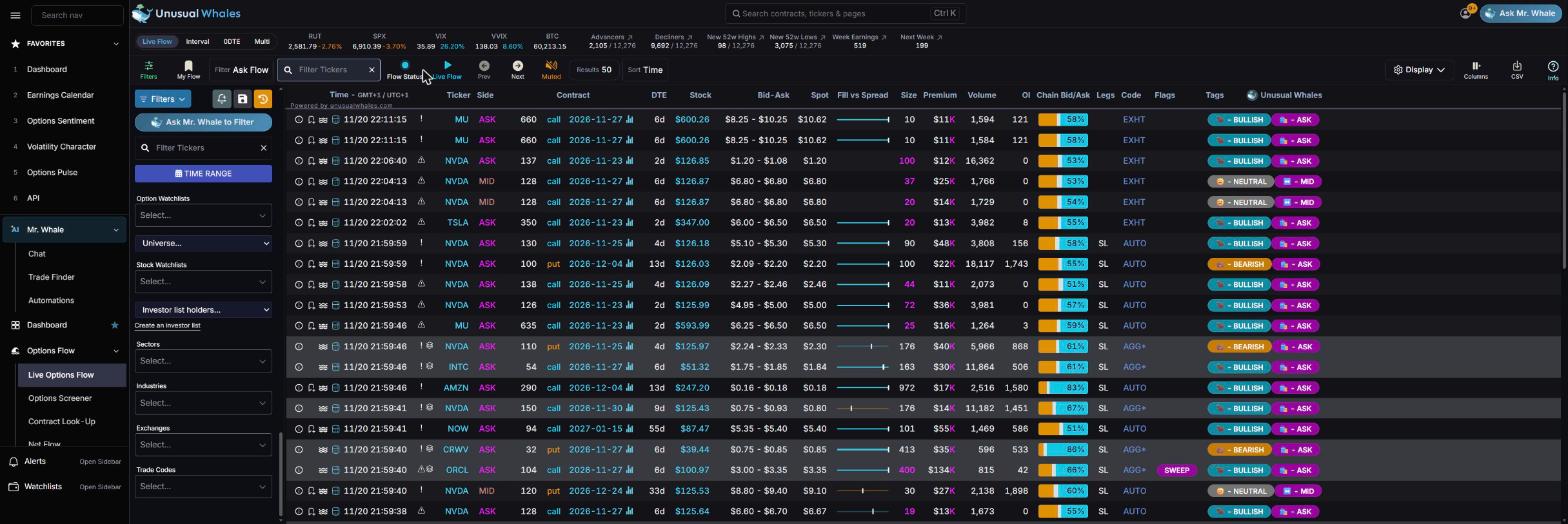 Search nav
Unusual Whales
Search contracts, tickers & pages Ctrl K
9+
Ask Mr. Whale
FAVORITES
1 Dashboard
2 Earnings Calendar
3 Options Sentiment
4 Volatility Character
5 Options Pulse
6 API
Mr. Whale
Chat
Trade Finder
Automations
Dashboard
Options Flow
Live Options Flow
Options Screener
Contract Look-Up
Net Flow
Alerts Open Sidebar
Watchlists Open Sidebar
Live Flow Interval 0DTE Multi
RUT 2,581.79 -2.76%
SPX 6,910.39 -3.70%
VIX 35.89 26.20%
VVIX 138.03 8.60%
BTC 60,213.15
Advancers 2,105 / 12,276
Decliners 9,692 / 12,276
New 52w Highs 98 / 12,276
New 52w Lows 3,075 / 12,276
Week Earnings 519
Next Week 199
Filters
My Flow
Filter Ask Flow
Filter Tickers
Flow Status
Live Flow
Prev
Next
Muted
Results 50
Sort Time
Display
Columns
CSV
Info
Filters
Ask Mr. Whale to Filter
Filter Tickers
TIME RANGE
Option Watchlists
Select...
Universe...
Stock Watchlists
Select...
Investor list holders...
Create an investor list
Sectors
Select...
Industries
Select...
Exchanges
Select...
Trade Codes
Select...
Time - GMT+1 / UTC+1 Ticker Side Contract DTE Stock Bid-Ask Spot Fill vs Spread Size Premium Volume OI Chain Bid/Ask Legs Code Flags Tags Unusual Whales
Powered by unusualwhales.com
11/20 22:11:15 MU ASK 660 call 2026-11-27 6d $600.26 $8.25 - $10.25 $10.62 10 $11K 1,594 121 58% EXHT - BULLISH - ASK
11/20 22:11:15 MU ASK 660 call 2026-11-27 6d $600.26 $8.25 - $10.25 $10.62 10 $11K 1,584 121 58% EXHT - BULLISH - ASK
11/20 22:06:40 NVDA ASK 137 call 2026-11-23 2d $126.85 $1.20 - $1.08 $1.20 100 $12K 16,362 0 53% EXHT - BULLISH - ASK
11/20 22:04:13 NVDA MID 128 call 2026-11-27 6d $126.87 $6.80 - $6.80 $6.80 37 $25K 1,766 0 53% EXHT - NEUTRAL - MID
11/20 22:04:13 NVDA MID 128 call 2026-11-27 6d $126.87 $6.80 - $6.80 $6.80 20 $14K 1,729 0 54% EXHT - NEUTRAL - MID
11/20 22:02:02 TSLA ASK 350 call 2026-11-23 2d $347.00 $6.00 - $6.50 $6.50 20 $13K 3,982 8 55% EXHT - BULLISH - ASK
11/20 21:59:59 NVDA ASK 130 call 2026-11-25 4d $126.18 $5.10 - $5.30 $5.30 90 $48K 3,808 156 58% SL AUTO - BULLISH - ASK
11/20 21:59:59 NVDA ASK 100 put 2026-12-04 13d $126.03 $2.09 - $2.20 $2.20 100 $22K 18,117 1,743 55% SL AUTO - BEARISH - ASK
11/20 21:59:58 NVDA ASK 138 call 2026-11-25 4d $126.09 $2.27 - $2.46 $2.46 44 $11K 2,073 0 51% SL AUTO - BULLISH - ASK
11/20 21:59:53 NVDA ASK 126 call 2026-11-23 2d $125.99 $4.95 - $5.00 $5.00 72 $36K 3,981 0 57% SL AUTO - BULLISH - ASK
11/20 21:59:46 MU ASK 635 call 2026-11-23 2d $593.99 $6.25 - $6.50 $6.50 25 $16K 1,264 3 59% SL AUTO - BULLISH - ASK
11/20 21:59:46 NVDA ASK 110 put 2026-11-25 4d $125.97 $2.24 - $2.33 $2.30 176 $40K 5,966 868 61% SL AGG+ - BEARISH - ASK
11/20 21:59:46 INTC ASK 54 call 2026-11-27 6d $51.32 $1.75 - $1.85 $1.84 163 $30K 11,864 506 61% SL AGG+ - BULLISH - ASK
11/20 21:59:46 AMZN ASK 290 call 2026-12-04 13d $247.20 $0.16 - $0.18 $0.18 972 $17K 2,516 1,580 83% SL AUTO - BULLISH - ASK
11/20 21:59:41 NVDA ASK 150 call 2026-11-30 9d $125.43 $0.75 - $0.93 $0.80 176 $14K 11,182 1,451 67% SL AGG+ - BULLISH - ASK
11/20 21:59:41 NOW ASK 94 call 2027-01-15 55d $87.47 $5.35 - $5.40 $5.40 101 $55K 1,469 586 51% SL AUTO - BULLISH - ASK
11/20 21:59:40 CRWV ASK 32 put 2026-11-27 6d $39.44 $0.75 - $0.85 $0.85 413 $35K 596 533 86% SL AGG+ - BEARISH - ASK
11/20 21:59:40 ORCL ASK 104 call 2026-11-27 6d $100.97 $3.00 - $3.35 $3.35 400 $134K 815 42 66% SL AGG+ SWEEP - BULLISH - ASK
11/20 21:59:40 NVDA MID 120 put 2026-12-24 33d $125.53 $8.80 - $9.40 $9.10 30 $27K 2,138 1,898 60% SL AUTO - NEUTRAL - MID
11/20 21:59:38 NVDA ASK 128 call 2026-11-27 6d $125.64 $6.60 - $6.70 $6.67 19 $13K 1,673 0 55% SL AUTO - BULLISH - ASK